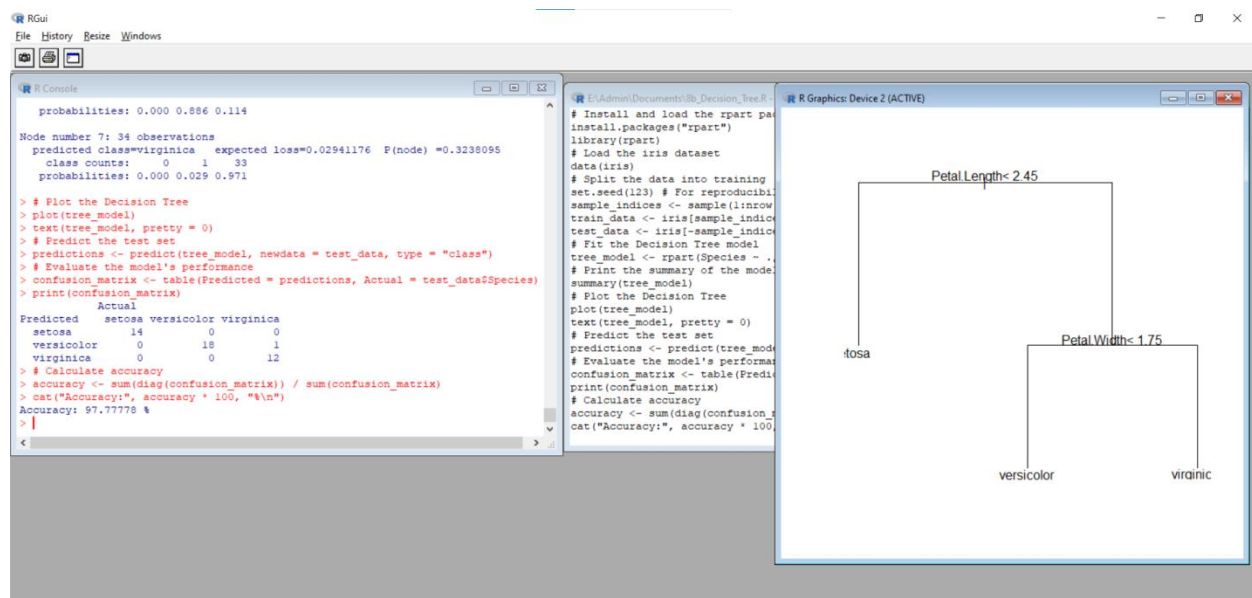 RGui
File History Resize Windows
R Console
probabilities: 0.000 0.886 0.114
Node number 7: 34 observations
predicted class=virginica expected loss=0.02941176 P(node) =0.3238095
class counts: 0 1 33
probabilities: 0.000 0.029 0.971
> # Plot the Decision Tree
> plot(tree_model)
> text(tree_model, pretty = 0)
> # Predict the test set
> predictions <- predict(tree_model, newdata = test_data, type = "class")
> # Evaluate the model's performance
> confusion_matrix <- table(Predicted = predictions, Actual = test_data$Species)
> print(confusion_matrix)
Actual
Predicted setosa versicolor virginica
setosa 14 0 0
versicolor 0 18 1
virginica 0 0 12
> # Calculate accuracy
> accuracy <- sum(diag(confusion_matrix)) / sum(confusion_matrix)
> cat("Accuracy:", accuracy * 100, "%\n")
Accuracy: 97.77778 %
>
E:\Admin\Documents\8b_Decision_Tree.R -
# Install and load the rpart pa
install.packages("rpart")
library(rpart)
# Load the iris dataset
data(iris)
# Split the data into training
set.seed(123) # For reproducibil
sample_indices <- sample(1:nrow
train_data <- iris[sample_indice
test_data <- iris[-sample_indice
# Fit the Decision Tree model
tree_model <- rpart(Species ~ .,
# Print the summary of the model
summary(tree_model)
# Plot the Decision Tree
plot(tree_model)
text(tree_model, pretty = 0)
# Predict the test set
predictions <- predict(tree_mode
# Evaluate the model's performan
confusion_matrix <- table(Predic
print(confusion_matrix)
# Calculate accuracy
accuracy <- sum(diag(confusion_
cat("Accuracy:", accuracy * 100,
R Graphics: Device 2 (ACTIVE)
Petal.Length< 2.45
tosa
Petal.Width< 1.75
versicolor
virginic